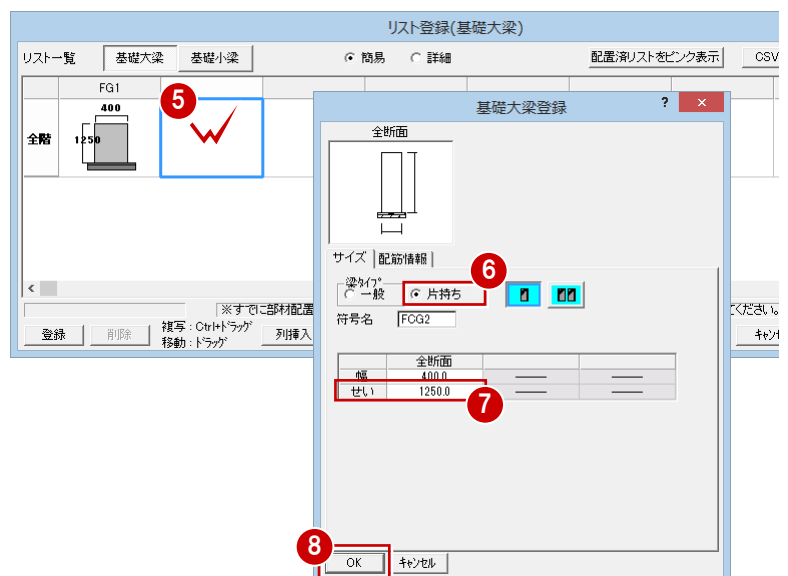 リスト登録(基礎大梁)
リスト一覧 基礎大梁 基礎小梁 簡易 詳細 配置済リストをピンク表示 CSV
FG1
5
400
全階 1250
基礎大梁登録 ? ×
全断面
サイズ 配筋情報
6
梁タイプ
一般 片持ち
符号名 FCG2
全断面
幅 400.0
せい 1250.0
7
<
※すでに部材配置
てください。
登録 削除 複写:Ctrl+ドラッグ
移動:ドラッグ 列挿入
キャン
8
OK キャンセル